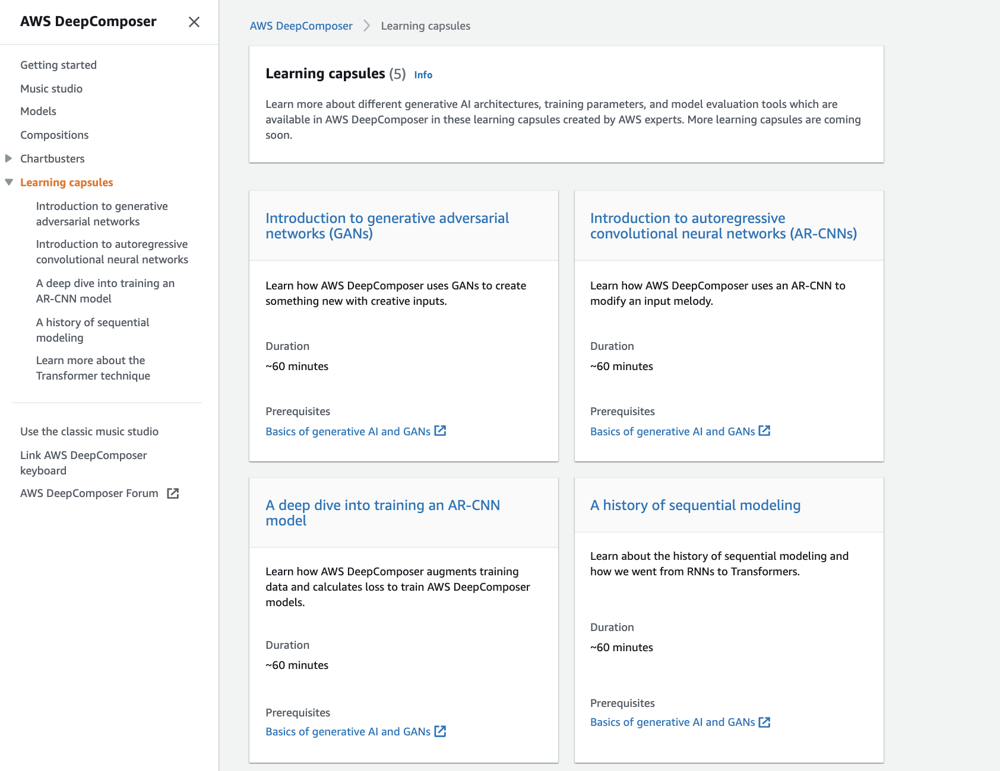 AWS DeepComposer
Getting started
Music studio
Models
Compositions
Chartbusters
Learning capsules
Introduction to generative
adversarial networks
Introduction to autoregressive
convolutional neural networks
A deep dive into training an
AR-CNN model
A history of sequential
modeling
Learn more about the
Transformer technique
Use the classic music studio
Link AWS DeepComposer
keyboard
AWS DeepComposer Forum
AWS DeepComposer Learning capsules
Learning capsules (5) Info
Learn more about different generative AI architectures, training parameters, and model evaluation tools which are
available in AWS DeepComposer in these learning capsules created by AWS experts. More learning capsules are coming
soon.
Introduction to generative adversarial
networks (GANs)
Learn how AWS DeepComposer uses GANs to create
something new with creative inputs.
Duration
~60 minutes
Prerequisites
Basics of generative AI and GANs
Introduction to autoregressive
convolutional neural networks (AR-CNNs)
Learn how AWS DeepComposer uses an AR-CNN to
modify an input melody.
Duration
~60 minutes
Prerequisites
Basics of generative AI and GANs
A deep dive into training an AR-CNN
model
Learn how AWS DeepComposer augments training
data and calculates loss to train AWS DeepComposer
models.
Duration
~60 minutes
Prerequisites
Basics of generative AI and GANs
A history of sequential modeling
Learn about the history of sequential modeling and
how we went from RNNs to Transformers.
Duration
~60 minutes
Prerequisites
Basics of generative AI and GANs